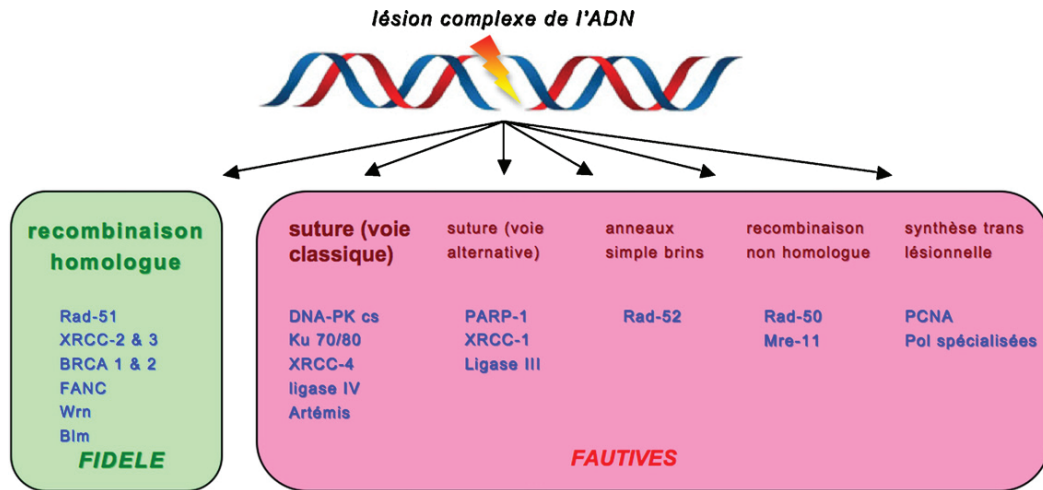 lésion complexe de l'ADN
recombinaison
homologue
Rad-51
XRCC-2 & 3
BRCA 1 & 2
FANC
Wrn
Blm
FIDELE
suture (voie
classique)
DNA-PK cs
Ku 70/80
XRCC-4
ligase IV
Artémis
suture (voie
alternative)
PARP-1
XRCC-1
Ligase III
anneaux
simple brins
Rad-52
recombinaison
non homologue
Rad-50
Mre-11
synthèse trans
lésionnelle
PCNA
Pol spécialisées
FAUTIVES